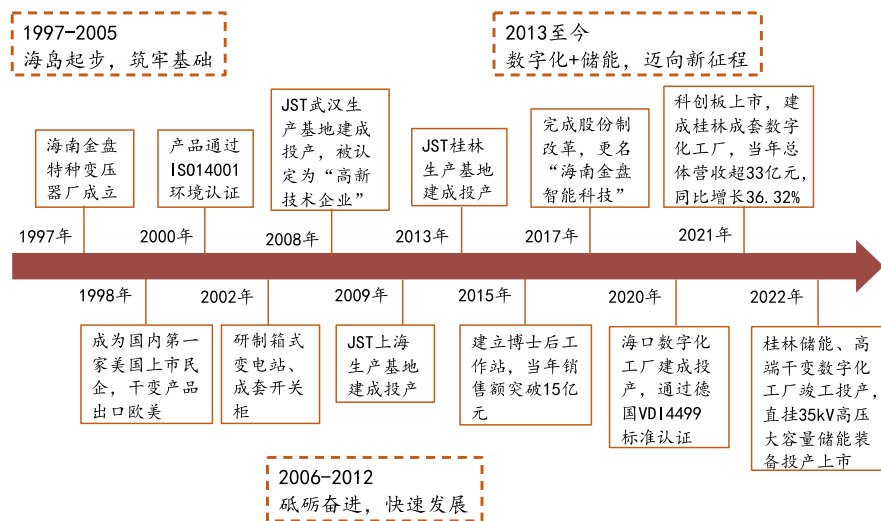 1997-2005
海岛起步，筑牢基础
2013至今
数字化+储能，迈向新征程
海南金盘
特种变压
器厂成立
产品通过
ISO14001
环境认证
JST武汉生
产基地建成
投产，被认
定为“高新
技术企业”
JST桂林
生产基地
建成投产
完成股份制
改革，更名
“海南金盘
智能科技”
科创板上市，建
成桂林成套数字
化工厂，当年总
体营收超33亿元，
同比增长36.32%
1997年
2000年
2008年
2013年
2017年
2021年
1998年
2002年
2009年
2015年
2020年
2022年
成为国内第一
家美国上市民
企，干变产品
出口欧美
研制箱式
变电站、
成套开关
柜
JST上海
生产基地
建成投产
建立博士后工
作站，当年销
售额突破15亿
元
海口数字化
工厂建成投
产，通过德
国VDI4499
标准认证
桂林储能、高
端干变数字化
工厂竣工投产，
直挂35kV高压
大容量储能装
备投产上市
2006-2012
砥砺奋进，快速发展